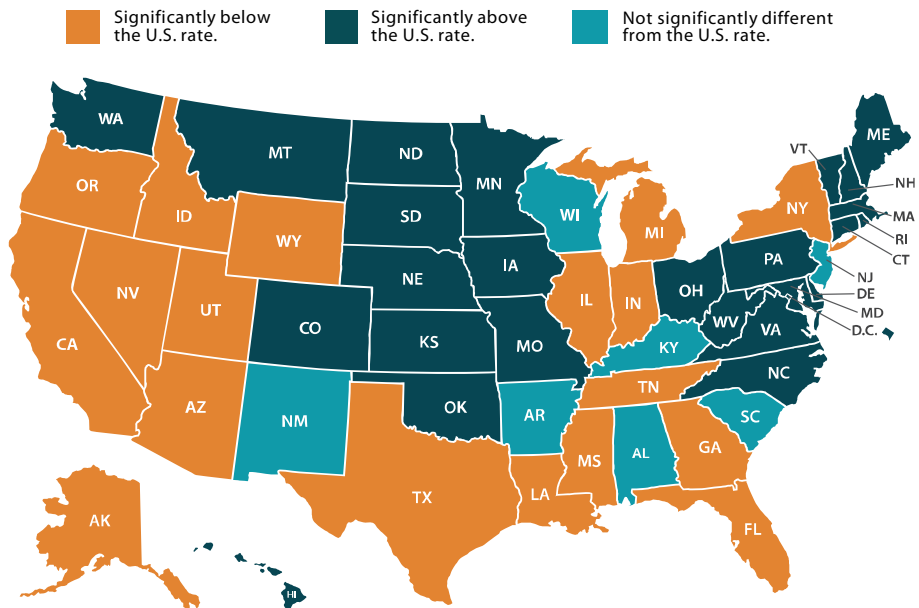 Significantly below
the U.S. rate.
Significantly above
the U.S. rate.
Not significantly different
from the U.S. rate.
WA
MT
ND
MN
ME
VT
NH
OR
ID
WY
SD
WI
MI
NY
MA
RI
CT
NV
UT
CO
NE
IA
IL
IN
OH
PA
NJ
DE
MD
D.C.
CA
KS
MO
KY
WV
VA
AZ
NM
OK
AR
TN
NC
SC
TX
LA
MS
AL
GA
FL
AK
HI